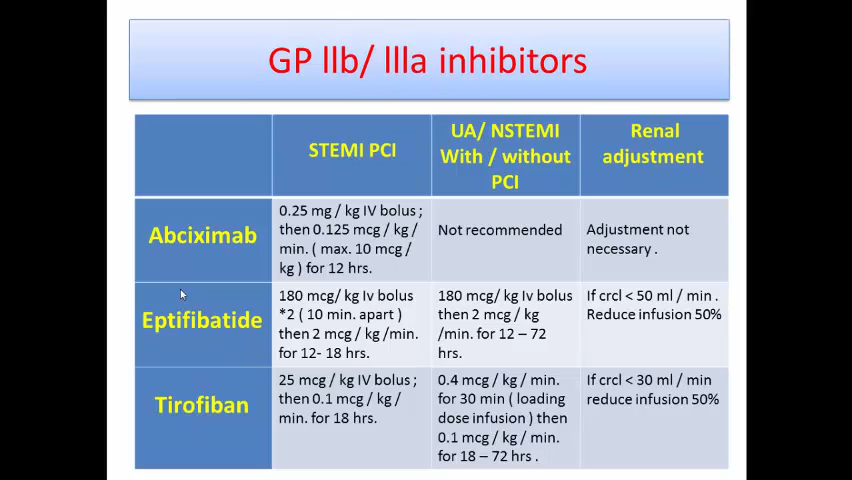 GP llb/ llla inhibitors
STEMI PCI
UA/ NSTEMI
With / without
PCI
Renal
adjustment
Abciximab
0.25 mg / kg IV bolus ;
then 0.125 mcg / kg /
min. ( max. 10 mcg /
kg ) for 12 hrs.
Not recommended
Adjustment not
necessary .
Eptifibatide
180 mcg/ kg Iv bolus
*2 ( 10 min. apart )
then 2 mcg / kg /min.
for 12- 18 hrs.
180 mcg/ kg IV bolus
then 2 mcg / kg
/min. for 12 – 72
hrs.
If crcl < 50 ml / min .
Reduce infusion 50%
Tirofiban
25 mcg / kg IV bolus ;
then 0.1 mcg / kg /
min. for 18 hrs.
0.4 mcg / kg / min.
for 30 min ( loading
dose infusion ) then
0.1 mcg / kg / min.
for 18 – 72 hrs .
If crcl < 30 ml / min
reduce infusion 50%